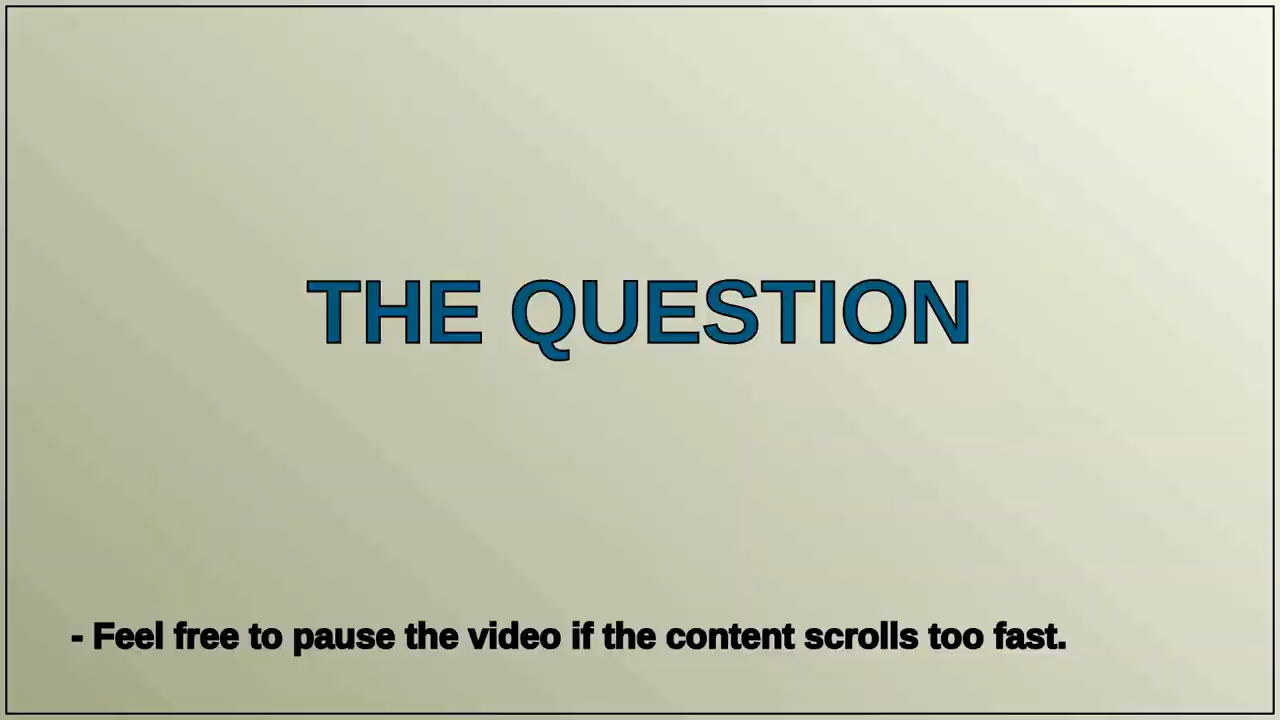 THE QUESTION
- Feel free to pause the video if the content scrolls too fast.